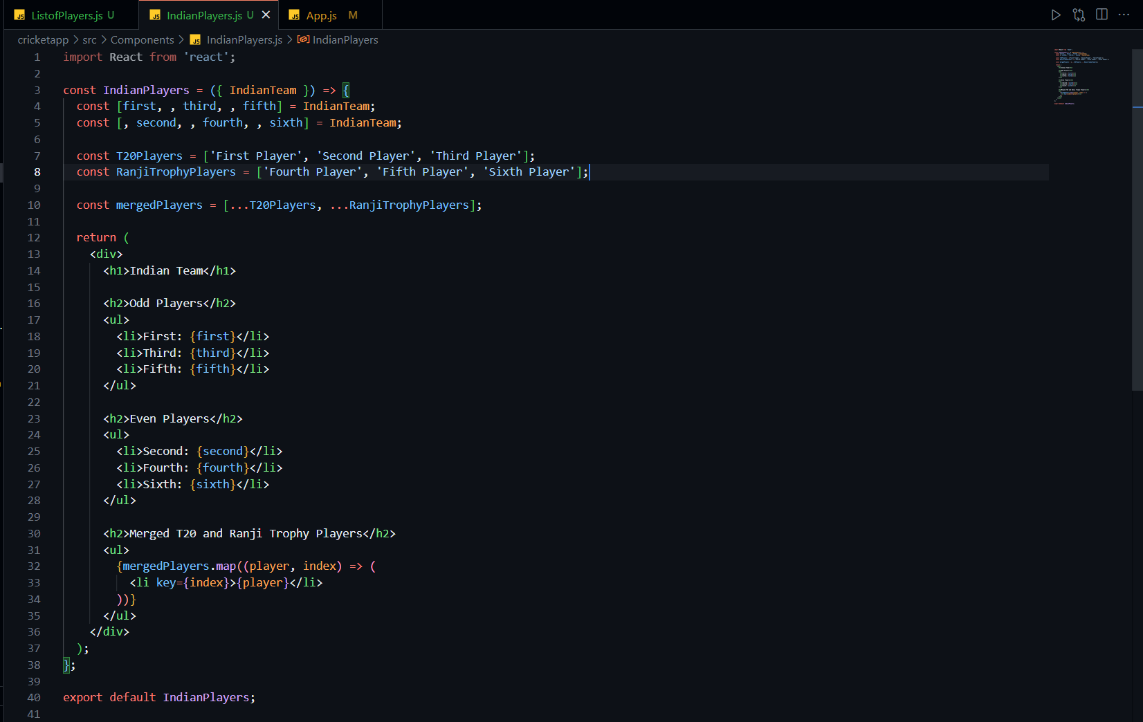 JS ListofPlayers.js U
JS IndianPlayers.js U
JS App.js M
cricketapp > src > Components > JS IndianPlayers.js > IndianPlayers
1 import React from 'react';
2
3 const IndianPlayers = ({ IndianTeam }) => {
4 const [first, , third, , fifth] = IndianTeam;
5 const [, second, , fourth, , sixth] = IndianTeam;
6
7 const T20Players = ['First Player', 'Second Player', 'Third Player'];
8 const RanjiTrophyPlayers = ['Fourth Player', 'Fifth Player', 'Sixth Player'];
9
10 const mergedPlayers = [...T20Players, ...RanjiTrophyPlayers];
11
12 return (
13 <div>
14 <h1>Indian Team</h1>
15
16 <h2>Odd Players</h2>
17 <ul>
18 <li>First: {first}</li>
19 <li>Third: {third}</li>
20 <li>Fifth: {fifth}</li>
21 </ul>
22
23 <h2>Even Players</h2>
24 <ul>
25 <li>Second: {second}</li>
26 <li>Fourth: {fourth}</li>
27 <li>Sixth: {sixth}</li>
28 </ul>
29
30 <h2>Merged T20 and Ranji Trophy Players</h2>
31 <ul>
32 {mergedPlayers.map((player, index) => (
33 <li key={index}>{player}</li>
34 ))}
35 </ul>
36 </div>
37 );
38 };
39
40 export default IndianPlayers;
41